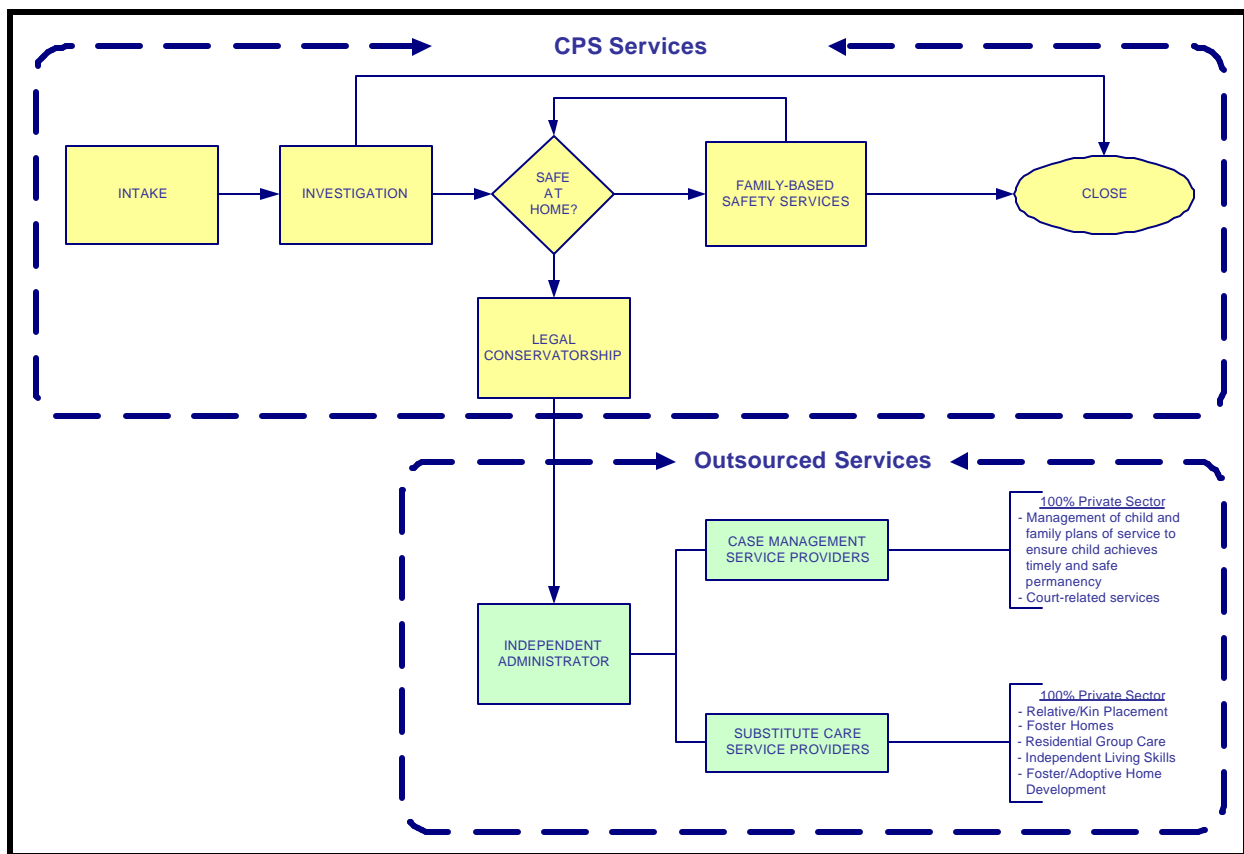 CPS Services
INTAKE
INVESTIGATION
SAFE
AT
HOME?
FAMILY-BASED
SAFETY SERVICES
CLOSE
LEGAL
CONSERVATORSHIP
Outsourced Services
INDEPENDENT
ADMINISTRATOR
CASE MANAGEMENT
SERVICE PROVIDERS
100% Private Sector
- Management of child and
family plans of service to
ensure child achieves
timely and safe
permanency
- Court-related services
SUBSTITUTE CARE
SERVICE PROVIDERS
100% Private Sector
- Relative/Kin Placement
- Foster Homes
- Residential Group Care
- Independent Living Skills
- Foster/Adoptive Home
Development